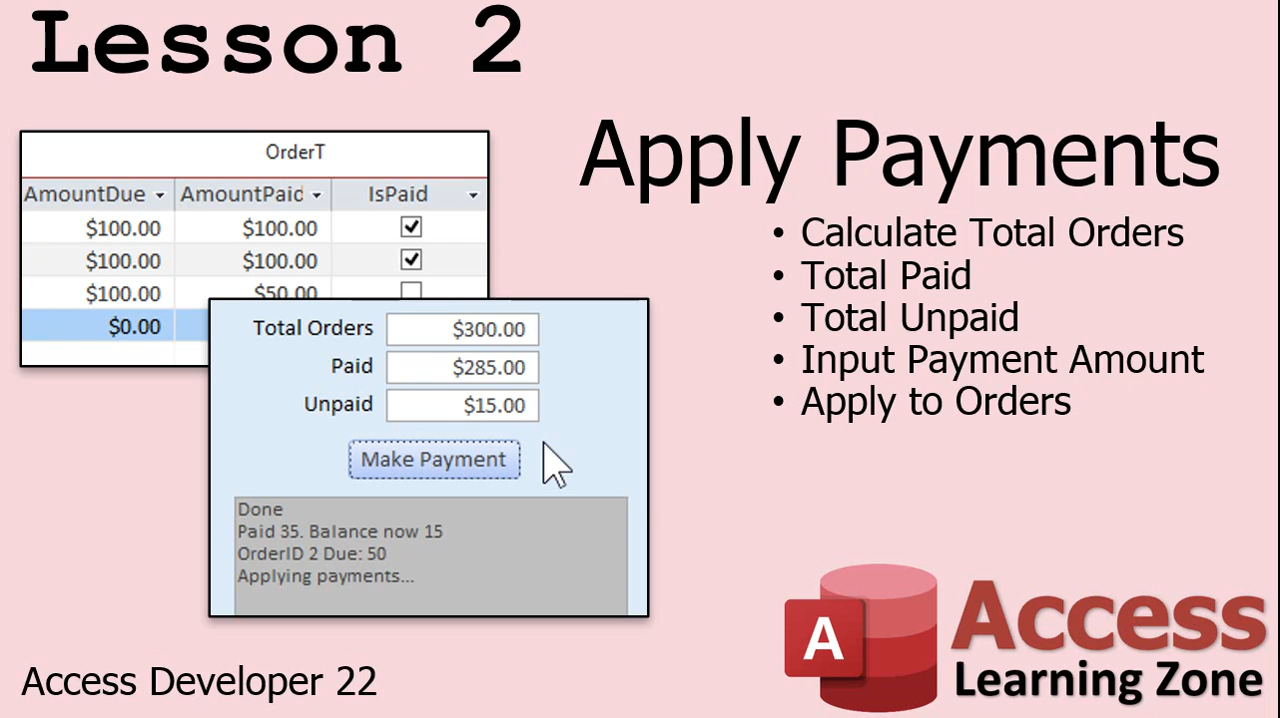 Lesson 2
OrderT
AmountDue AmountPaid IsPaid
$100.00 $100.00
$100.00 $100.00
$100.00 $50.00
$0.00
Total Orders $300.00
Paid $285.00
Unpaid $15.00
Make Payment
Done
Paid 35. Balance now 15
OrderID 2 Due: 50
Applying payments...
Apply Payments
• Calculate Total Orders
• Total Paid
• Total Unpaid
• Input Payment Amount
• Apply to Orders
Access Developer 22
A
Access
Learning Zone